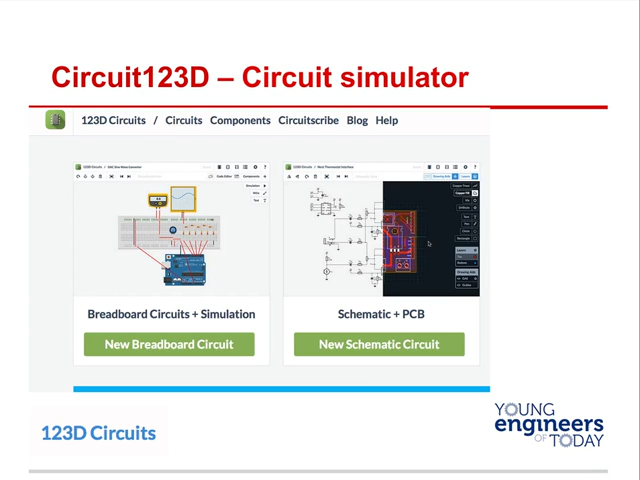 Circuit123D – Circuit simulator
123D Circuits / Circuits Components Circuitscribe Blog Help
Breadboard Circuits + Simulation
Schematic + PCB
New Breadboard Circuit
New Schematic Circuit
123D Circuits
YOUNG
engineers
OF TODAY